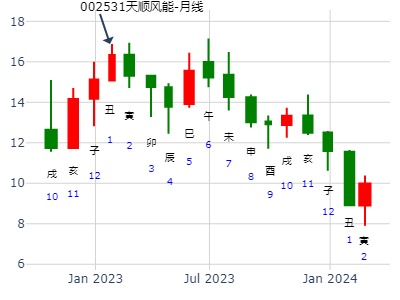 002531天顺风能-月线
18
16
14
12
10
8
6
戌
10
亥
11
子
12
丑
1
寅
2
卯
3
辰
4
巳
5
午
6
未
7
申
8
酉
9
戌
10
亥
11
子
12
丑
1
寅
2
Jan 2023
Jul 2023
Jan 2024